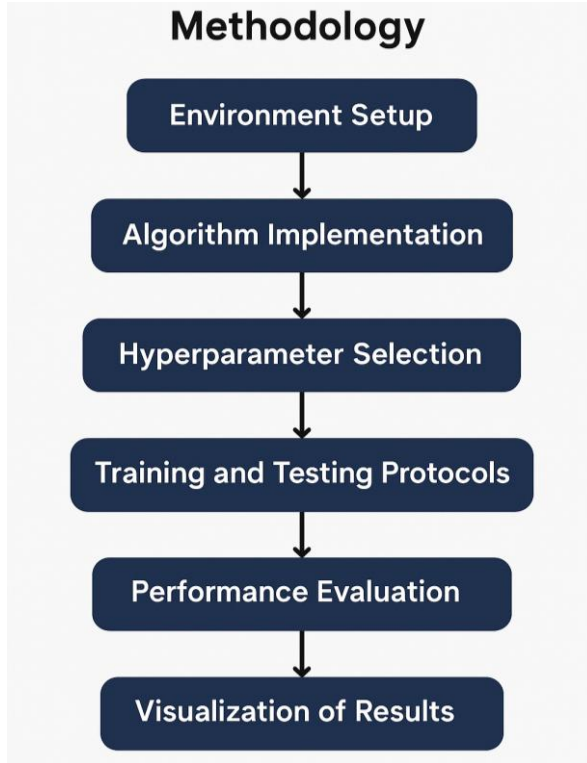 Methodology
Environment Setup
Algorithm Implementation
Hyperparameter Selection
Training and Testing Protocols
Performance Evaluation
Visualization of Results